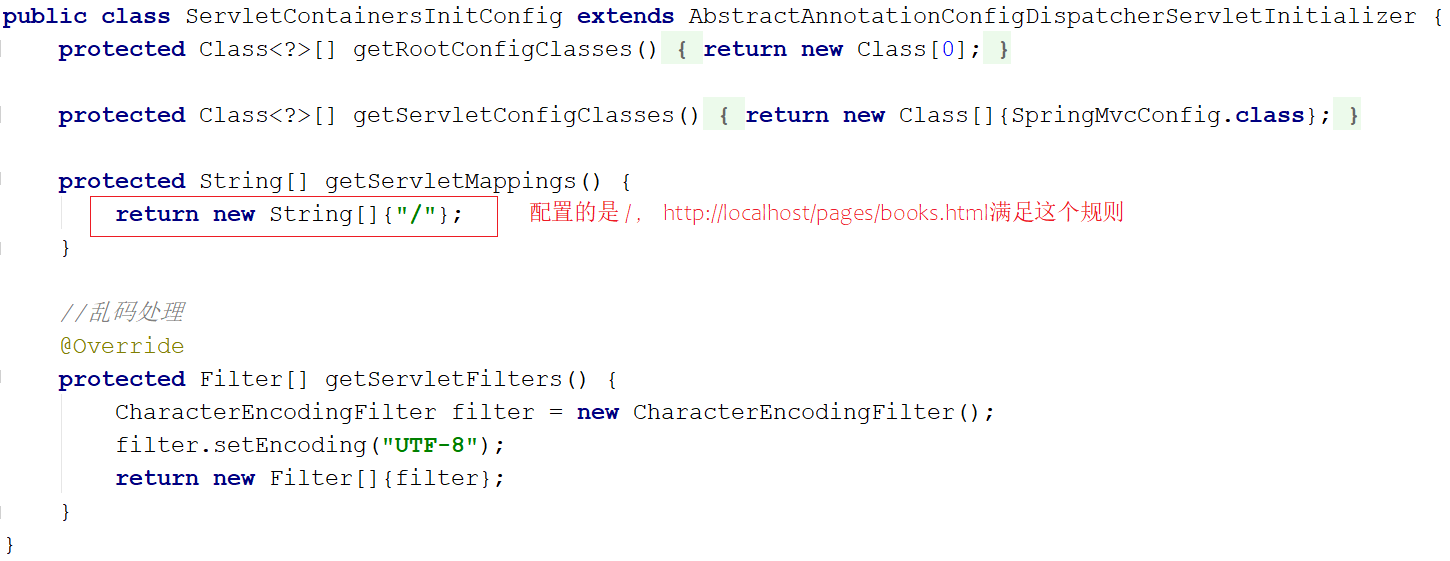 public class ServletContainersInitConfig extends AbstractAnnotationConfigDispatcherServletInitializer {
    protected Class<?>[] getRootConfigClasses() { return new Class[0]; }

    protected Class<?>[] getServletConfigClasses() { return new Class[]{SpringMvcConfig.class}; }

    protected String[] getServletMappings() {
        return new String[]{"/"}; 配置的是 /， http://localhost/pages/books.html满足这个规则
    }

    //乱码处理
    @Override
    protected Filter[] getServletFilters() {
        CharacterEncodingFilter filter = new CharacterEncodingFilter();
        filter.setEncoding("UTF-8");
        return new Filter[]{filter};
    }
}